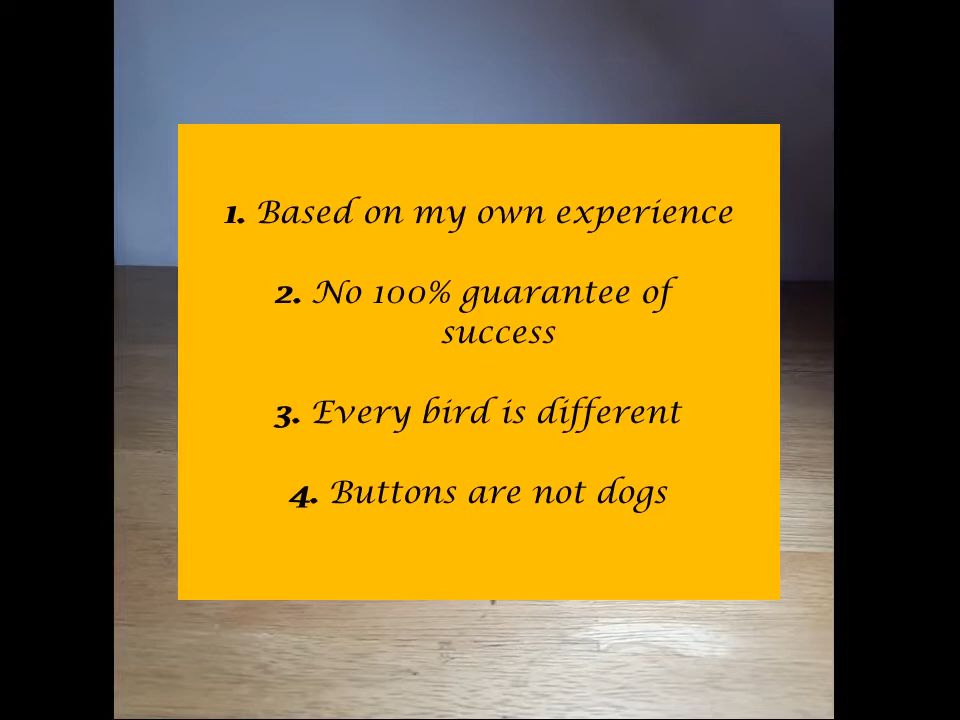 1. Based on my own experience
2. No 100% guarantee of
success
3. Every bird is different
4. Buttons are not dogs